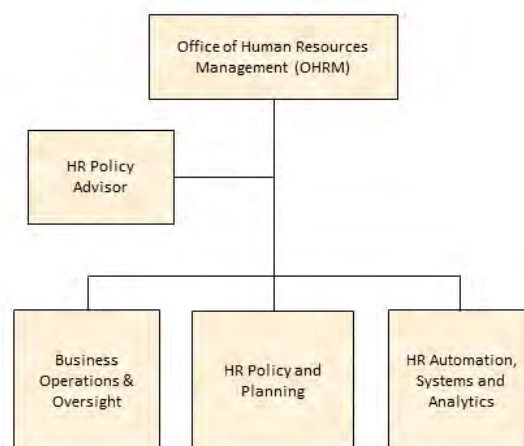 Office of Human Resources
Management (OHRM)
HR Policy
Advisor
Business
Operations &
Oversight
HR Policy and
Planning
HR Automation,
Systems and
Analytics